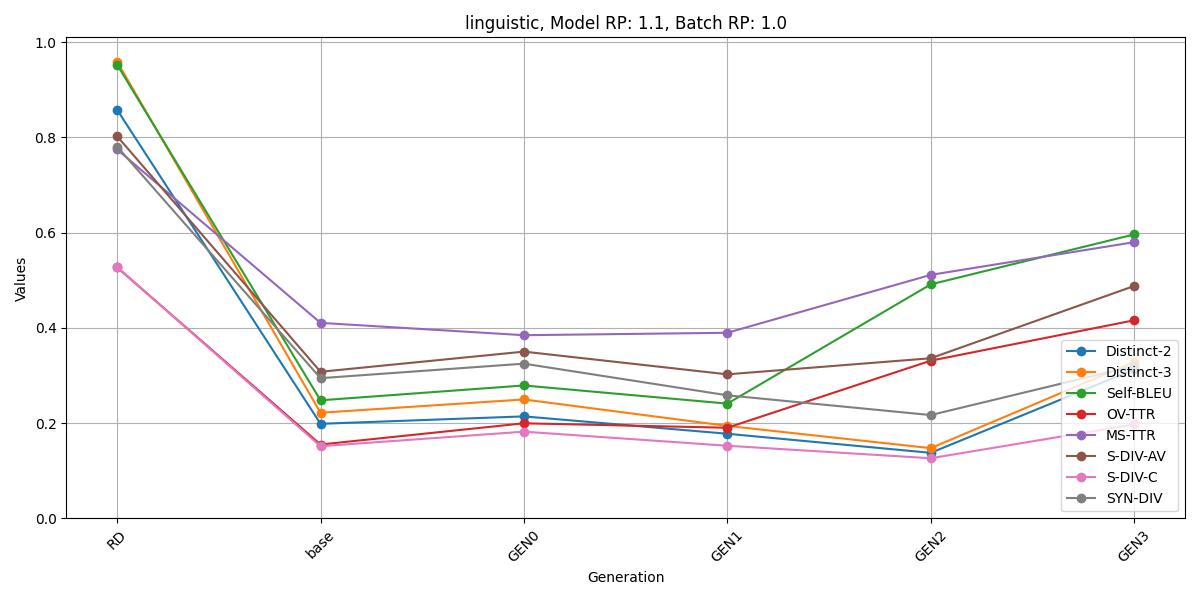 linguistic, Model RP: 1.1, Batch RP: 1.0
Values
1.0
0.8
0.6
0.4
0.2
0.0
Distinct-2
Distinct-3
Self-BLEU
OV-TTR
MS-TTR
S-DIV-AV
S-DIV-C
SYN-DIV
RD
base
GEN0
GEN1
GEN2
GEN3
Generation